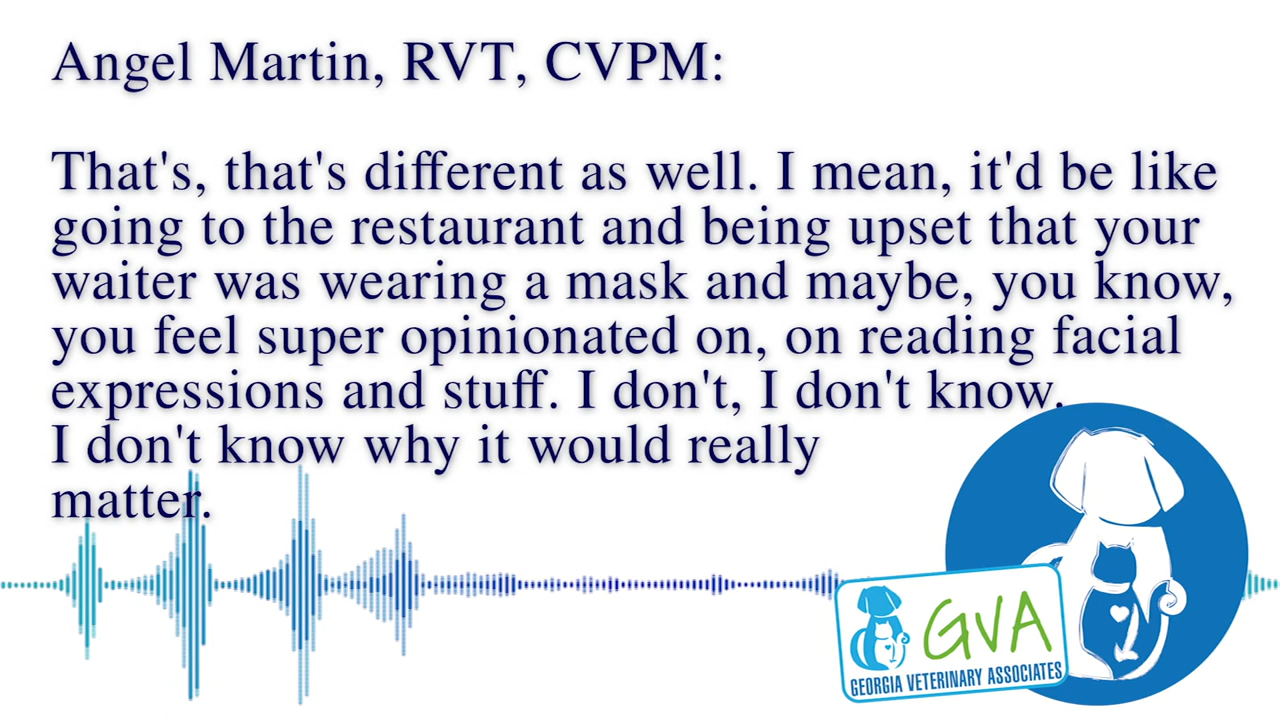 Angel Martin, RVT, CVPM:
That's, that's different as well. I mean, it'd be like
going to the restaurant and being upset that your
waiter was wearing a mask and maybe, you know,
you feel super opinionated on, on reading facial
expressions and stuff. I don't, I don't know.
I don't know why it would really
matter.
GVA
GEORGIA VETERINARY ASSOCIATES